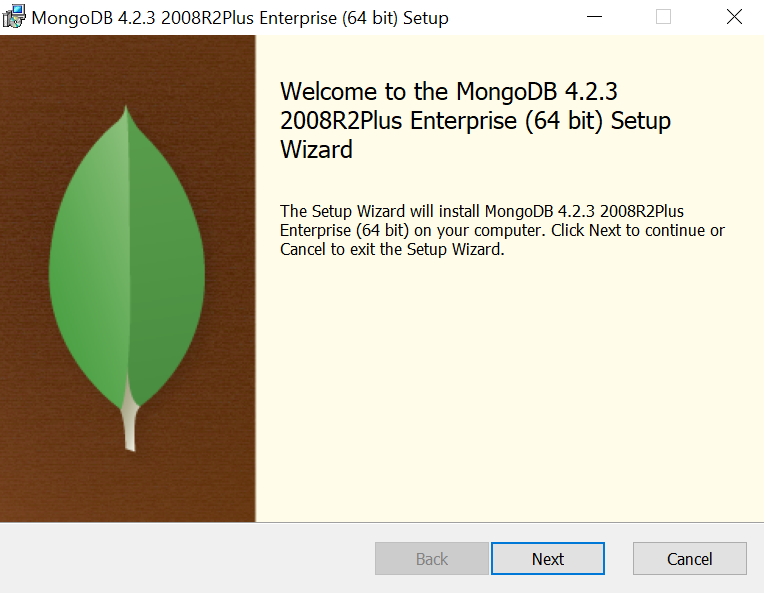 MongoDB 4.2.3 2008R2Plus Enterprise (64 bit) Setup
Welcome to the MongoDB 4.2.3
2008R2Plus Enterprise (64 bit) Setup
Wizard
The Setup Wizard will install MongoDB 4.2.3 2008R2Plus
Enterprise (64 bit) on your computer. Click Next to continue or
Cancel to exit the Setup Wizard.
Back Next Cancel